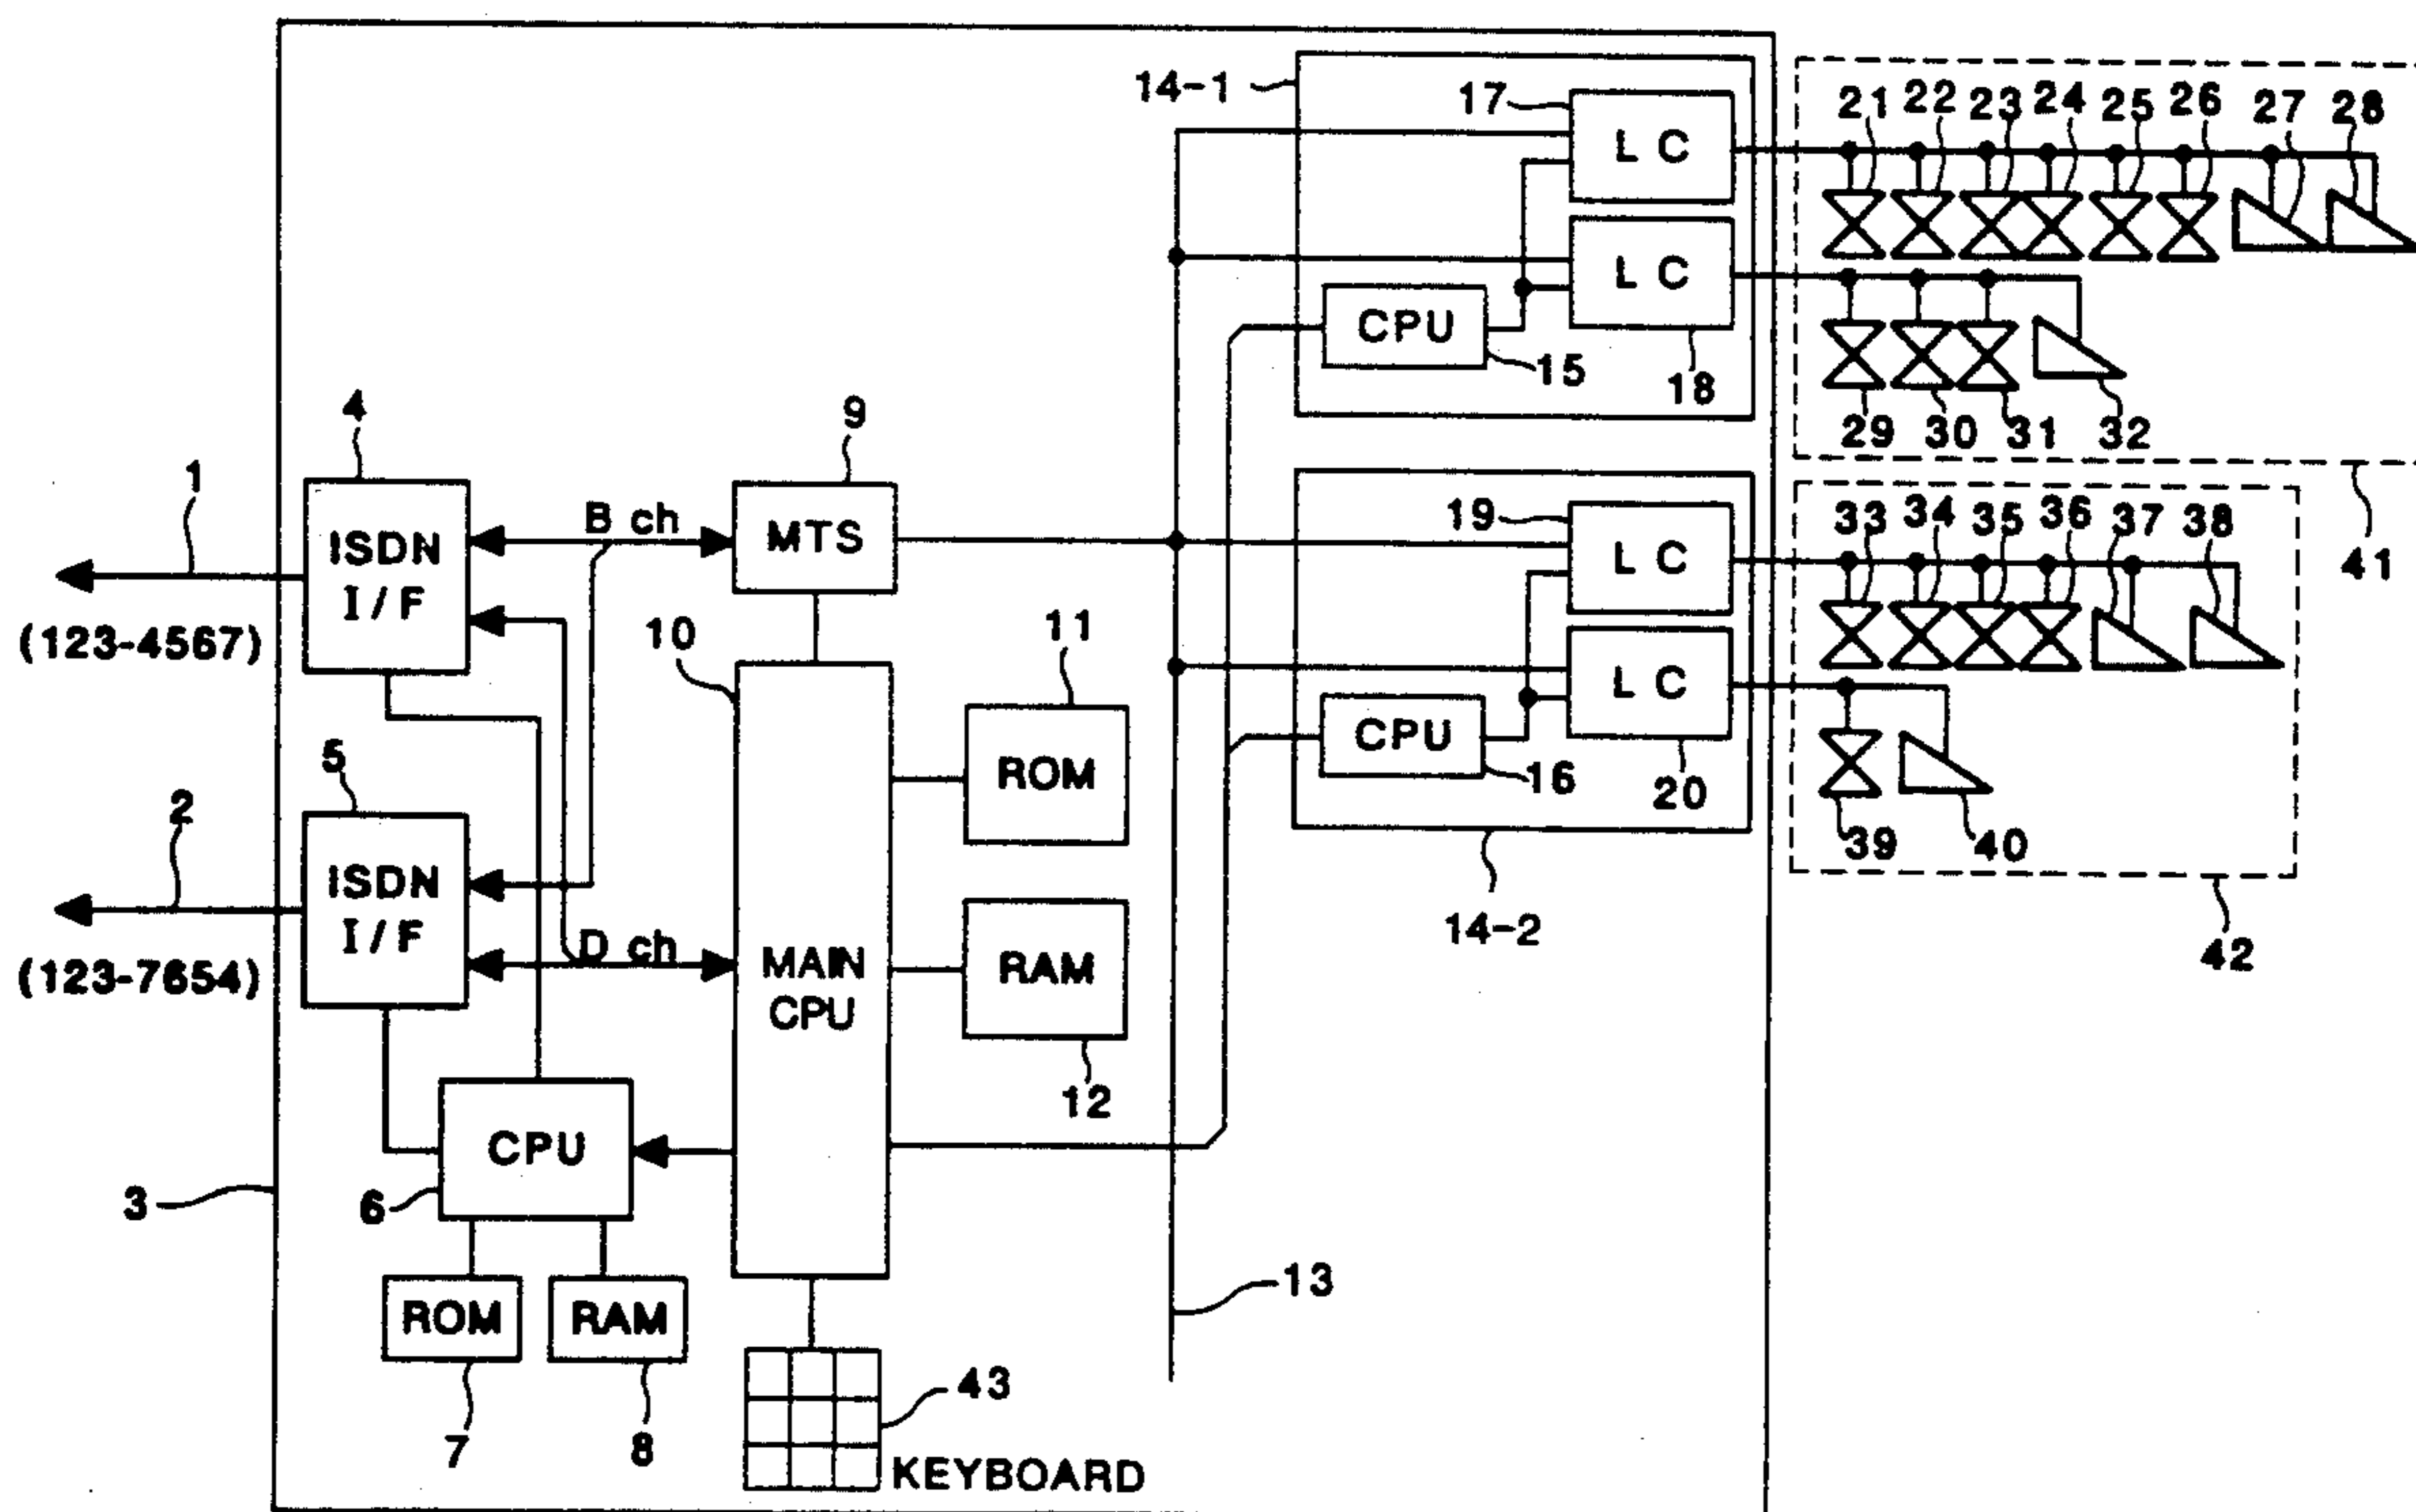 14-1
17
L C
21 22 23 24 25 26 27 28
L C
CPU
15
18
29 30 31 32
41
4
9
1
ISDN
I/F
B ch
MTS
(123-4567)
19
L C
33 34 35 36 37 38
10
11
ROM
L C
CPU
16
20
39 40
14-2
42
5
2
ISDN
I/F
D ch
(123-7654)
MAIN
CPU
RAM
12
CPU
3
6
ROM
RAM
13
7
8
43
KEYBOARD